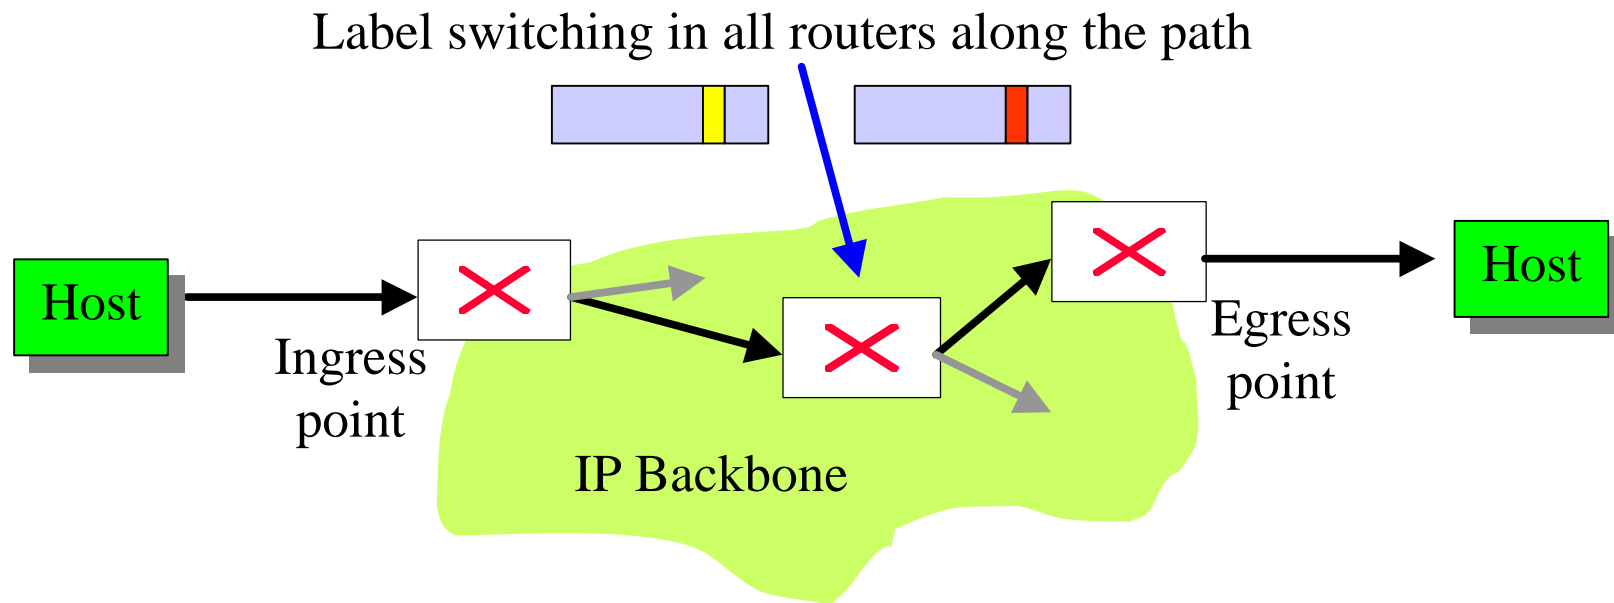 Label switching in all routers along the path
Host
Ingress
point
IP Backbone
Egress
point
Host